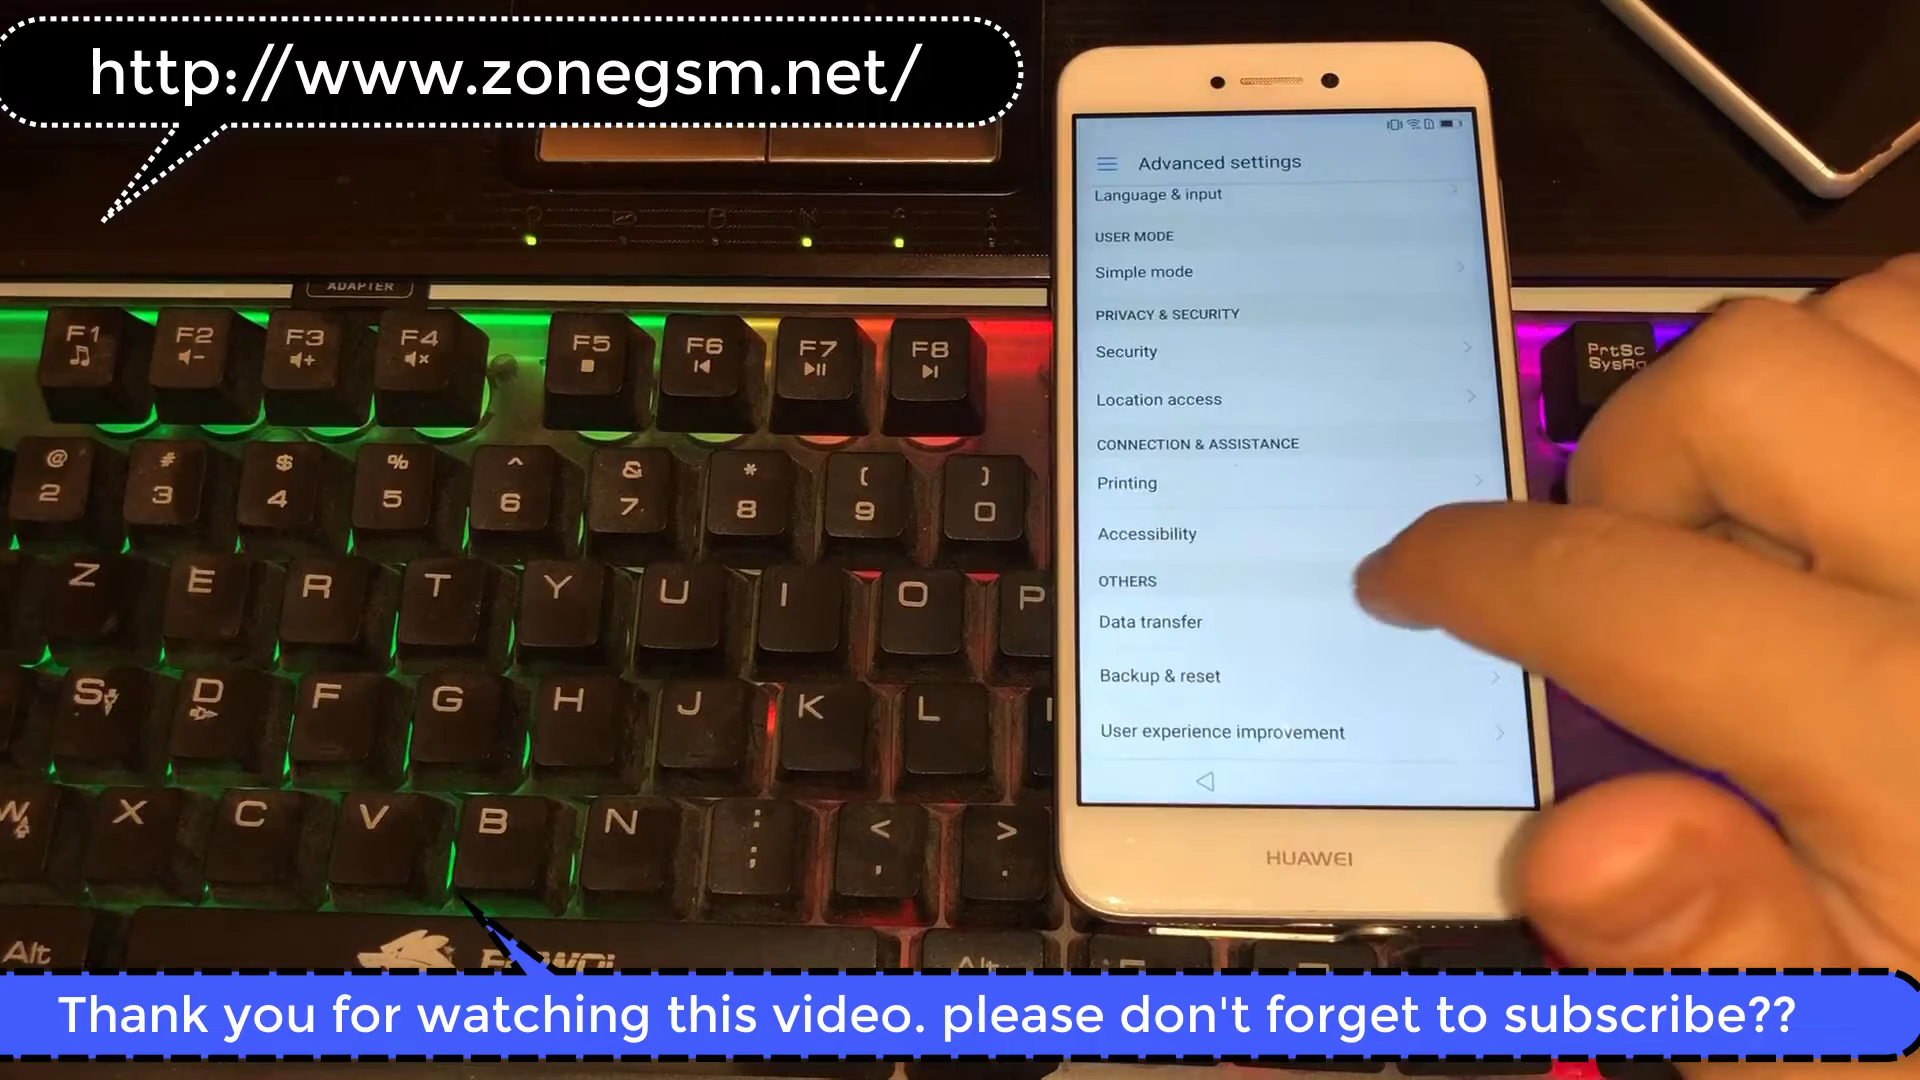 http://www.zonegsm.net/
ADAPTER
F1 F2 F3 F4 F5 F6 F7 F8
PrtSc
SysRq
@ # $ % ^ & * ( )
2 3 4 5 6 7 8 9 0
Z E R T Y U I O P
S D F G H J K L
W X C V B N : ; < , > .
Alt
Alt
Advanced settings
Language & input
USER MODE
Simple mode
PRIVACY & SECURITY
Security
Location access
CONNECTION & ASSISTANCE
Printing
Accessibility
OTHERS
Data transfer
Backup & reset
User experience improvement
HUAWEI
Thank you for watching this video. please don't forget to subscribe??